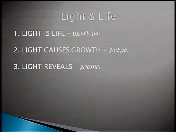 Light & Life
1. LIGHT IS LIFE –
2. LIGHT CAUSES GROWTH –
3. LIGHT REVEALS –